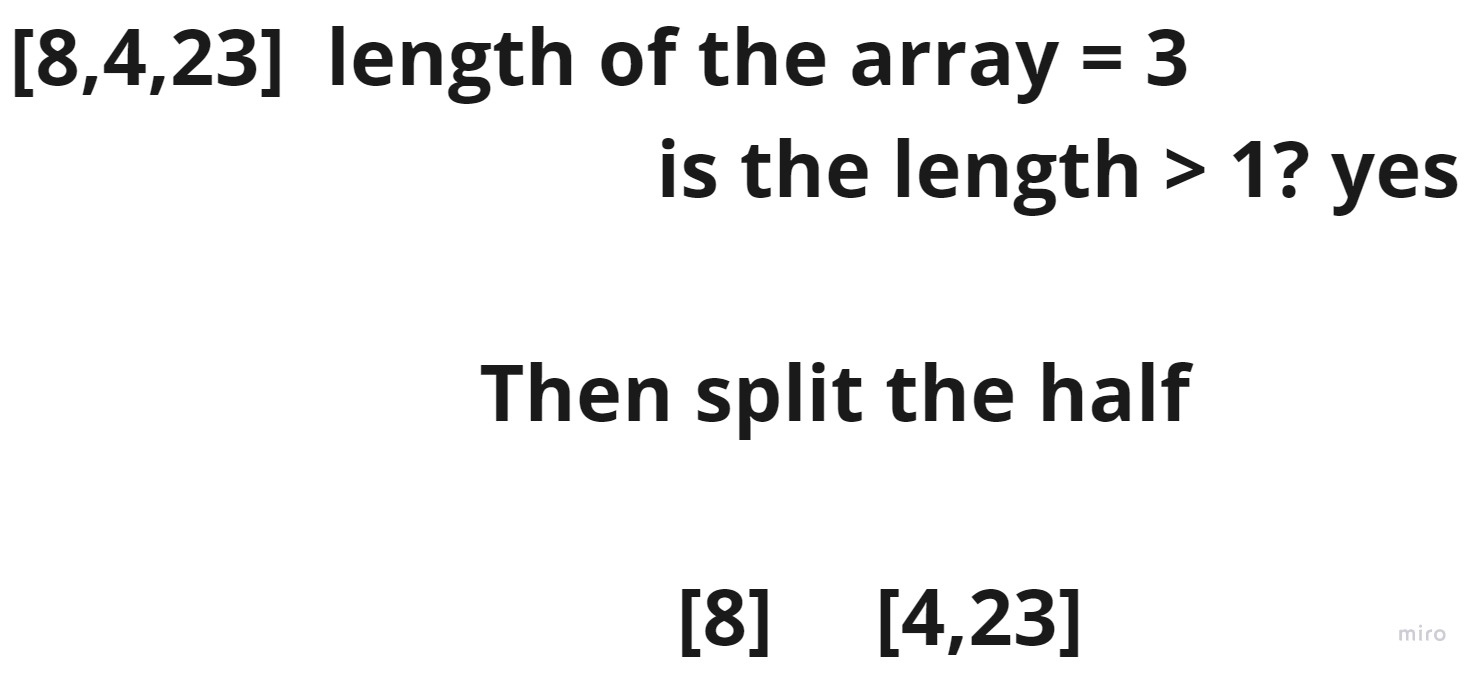 [8,4,23] length of the array = 3
is the length > 1? yes
Then split the half
[8] [4,23]
miro